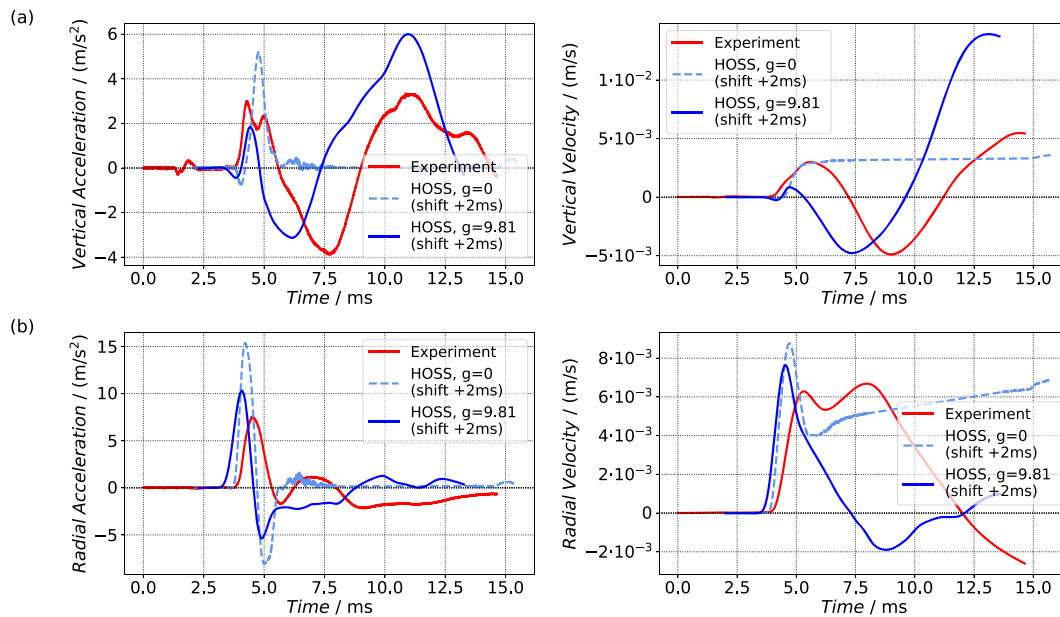 (a)
Vertical Acceleration / (m/s²)
6
4
2
0
−2
−4
Experiment
HOSS, g=0
(shift +2ms)
HOSS, g=9.81
(shift +2ms)
0.0 2.5 5.0 7.5 10.0 12.5 15.0
Time / ms
Vertical Velocity / (m/s)
1·10⁻²
5·10⁻³
0
−5·10⁻³
Experiment
HOSS, g=0
(shift +2ms)
HOSS, g=9.81
(shift +2ms)
0.0 2.5 5.0 7.5 10.0 12.5 15.0
Time / ms
(b)
Radial Acceleration / (m/s²)
15
10
5
0
−5
Experiment
HOSS, g=0
(shift +2ms)
HOSS, g=9.81
(shift +2ms)
0.0 2.5 5.0 7.5 10.0 12.5 15.0
Time / ms
Radial Velocity / (m/s)
8·10⁻³
6·10⁻³
4·10⁻³
2·10⁻³
0
−2·10⁻³
Experiment
HOSS, g=0
(shift +2ms)
HOSS, g=9.81
(shift +2ms)
0.0 2.5 5.0 7.5 10.0 12.5 15.0
Time / ms